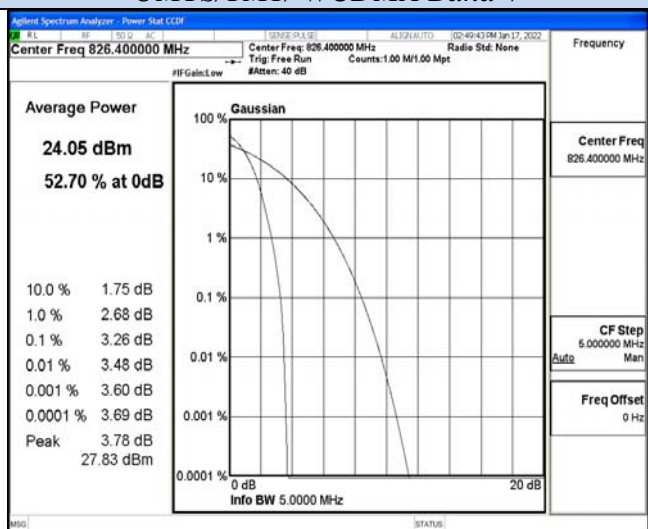 Agilent Spectrum Analyzer - Power Stat CCDF
RL RF 50 Ω AC SENSE:PULSE ALIGNAUTO 02:49:43 PM Jan 17, 2022
Center Freq 826.400000 MHz
Center Freq: 826.400000 MHz Radio Std: None
Trig: Free Run Counts:1.00 M/1.00 Mpt
#IFGain:Low #Atten: 40 dB
Frequency
Average Power
24.05 dBm
52.70 % at 0dB
10.0 % 1.75 dB
1.0 % 2.68 dB
0.1 % 3.26 dB
0.01 % 3.48 dB
0.001 % 3.60 dB
0.0001 % 3.69 dB
Peak 3.78 dB
27.83 dBm
Gaussian
100 %
10 %
1 %
0.1 %
0.01 %
0.001 %
0.0001 %
0 dB 20 dB
Info BW 5.0000 MHz
Center Freq
826.400000 MHz
CF Step
5.000000 MHz
Auto Man
Freq Offset
0 Hz
MSG STATUS